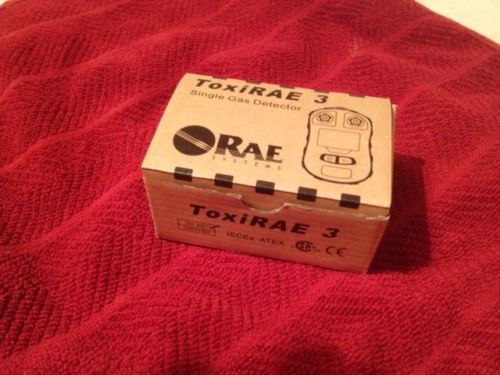 ToxiRAE 3
Single Gas Detector
RAE
SYSTEMS
ToxiRAE 3
IECEx ATEX CE